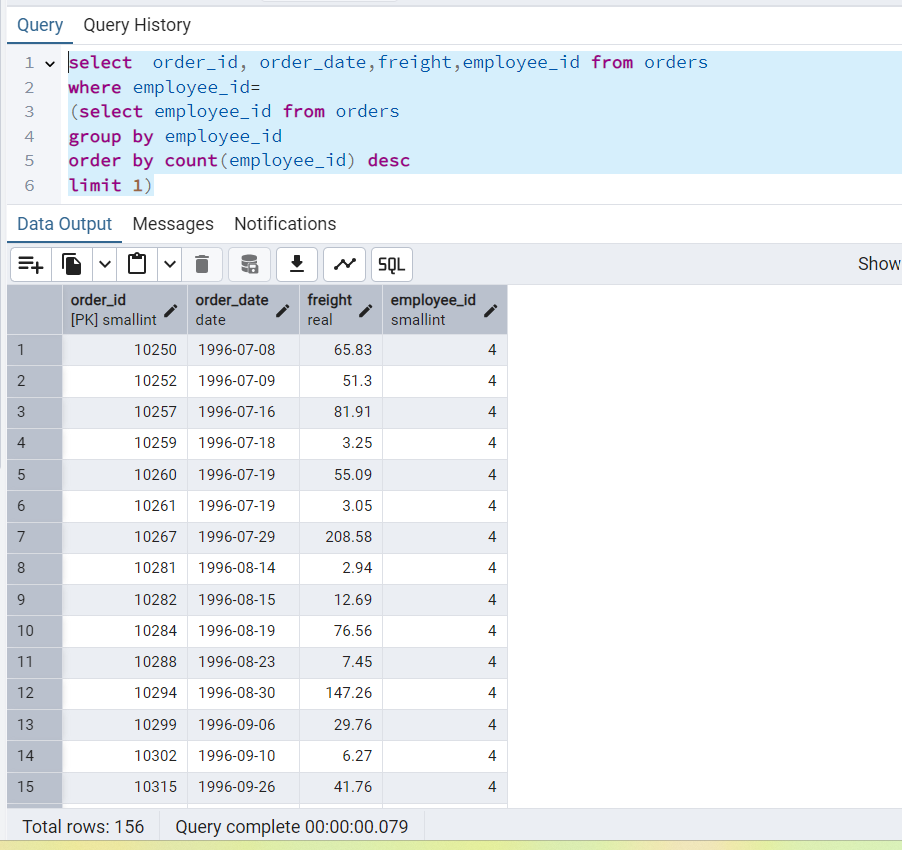 Query Query History
1 select order_id, order_date,freight,employee_id from orders
2 where employee_id=
3 (select employee_id from orders
4 group by employee_id
5 order by count(employee_id) desc
6 limit 1)
Data Output Messages Notifications
SQL Show
order_id order_date freight employee_id
[PK] smallint date real smallint
1 10250 1996-07-08 65.83 4
2 10252 1996-07-09 51.3 4
3 10257 1996-07-16 81.91 4
4 10259 1996-07-18 3.25 4
5 10260 1996-07-19 55.09 4
6 10261 1996-07-19 3.05 4
7 10267 1996-07-29 208.58 4
8 10281 1996-08-14 2.94 4
9 10282 1996-08-15 12.69 4
10 10284 1996-08-19 76.56 4
11 10288 1996-08-23 7.45 4
12 10294 1996-08-30 147.26 4
13 10299 1996-09-06 29.76 4
14 10302 1996-09-10 6.27 4
15 10315 1996-09-26 41.76 4
Total rows: 156 Query complete 00:00:00.079